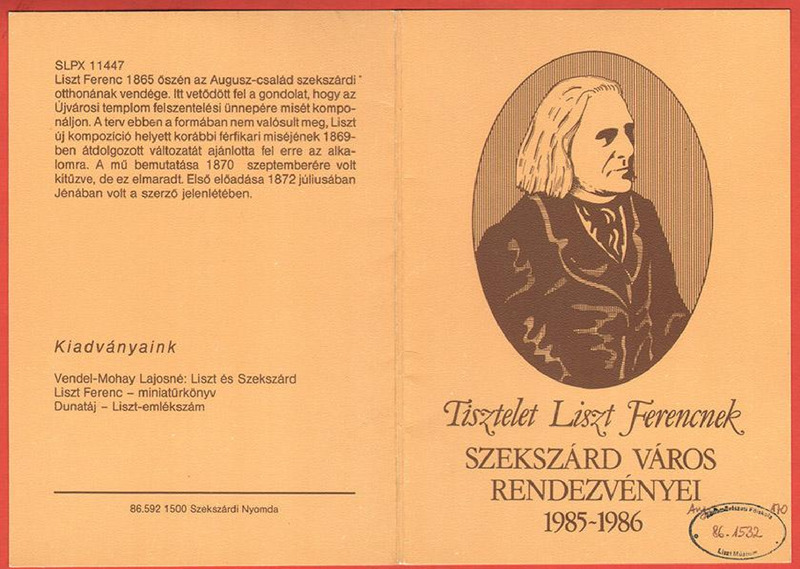 SLPX 11447
Liszt Ferenc 1865 őszén az Augusz-család szekszárdi
otthonának vendége. Itt vetődött fel a gondolat, hogy az
Újvárosi templom felszentelési ünnepére misét kompo-
náljon. A terv ebben a formában nem valósult meg, Liszt
új kompozíció helyett korábbi férfikari miséjének 1869-
ben átdolgozott változatát ajánlotta fel erre az alka-
lomra. A mű bemutatása 1870 szeptemberére volt
kitűzve, de ez elmaradt. Első előadása 1872 júliusában
Jénában volt a szerző jelenlétében.
Kiadványaink
Vendel-Mohay Lajosné: Liszt és Szekszárd
Liszt Ferenc – miniatűrkönyv
Dunatáj – Liszt-emlékszám
86.592 1500 Szekszárdi Nyomda
Tisztelet Liszt Ferencnek
SZEKSZÁRD VÁROS
RENDEZVÉNYEI
1985-1986
86-1532
Liszt Múzeum